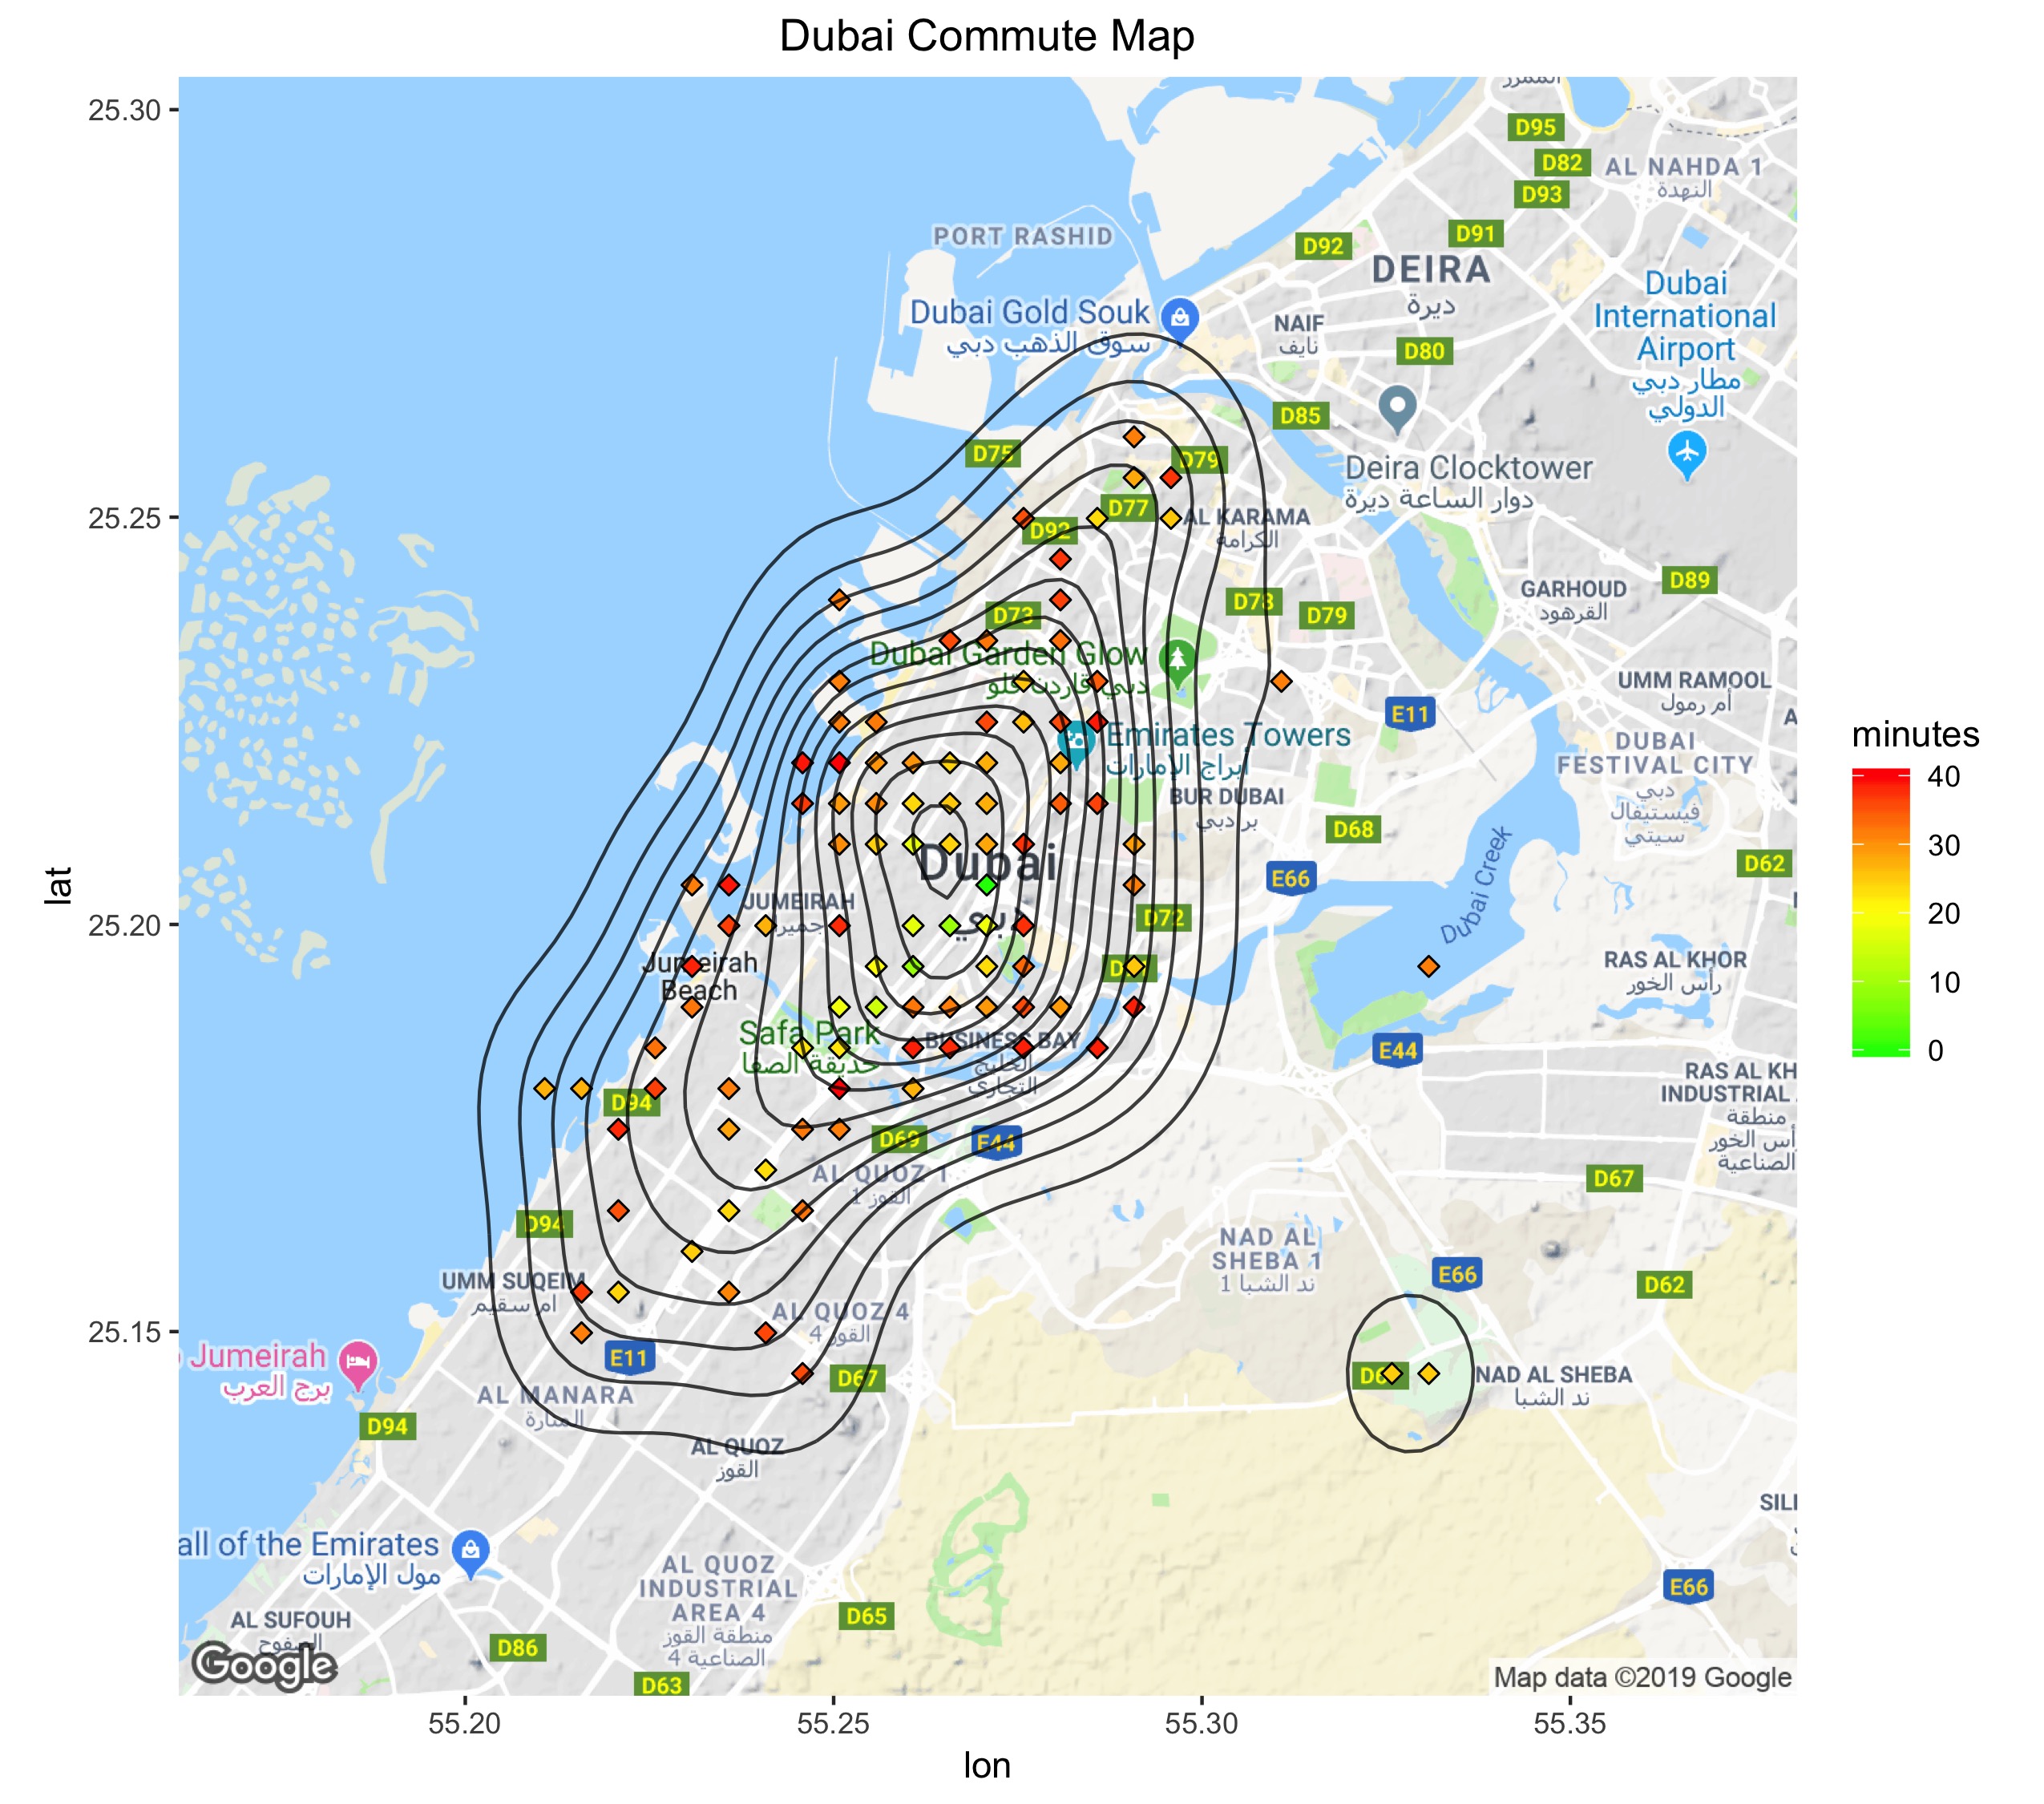 Dubai Commute Map
الممزر
25.30
D95
D82
AL NAHDA 1
النهدة
D93
D91
D92
PORT RASHID
DEIRA
ديرة
Dubai
International
Airport
مطار دبي
الدولي
Dubai Gold Souk
سوق الذهب دبي
NAIF
نايف
D80
D85
D75
D79
Deira Clocktower
دوار الساعة ديرة
25.25
D77
D92
AL KARAMA
الكرامة
D89
GARHOUD
القرهود
D73
D78
D79
Dubai Garden Glow
دبي قاردن قلو
UMM RAMOOL
أم رمول
E11
Emirates Towers
أبراج الإمارات
DUBAI
FESTIVAL CITY
دبي
فيستيفال
سيتي
BUR DUBAI
بر دبي
D68
D62
Dubai
دبي
E66
Dubai Creek
lat
JUMEIRAH
جميرا
25.20
D72
Jumeirah
Beach
RAS AL KHOR
رأس الخور
Safa Park
حديقة الصفا
BUSINESS BAY
الخليج
التجاري
E44
RAS AL KH
INDUSTRIAL
منطقة
رأس الخور
الصناعية
D94
D69
E44
AL QUOZ 1
القوز 1
D67
D94
NAD AL
SHEBA 1
ند الشبا 1
E66
D62
UMM SUQEIM
ام سقيم
AL QUOZ 4
القوز 4
25.15
E11
Jumeirah
برج العرب
D67
NAD AL SHEBA
ند الشبا
AL MANARA
المنارة
D94
AL QUOZ
القوز
SILI
all of the Emirates
مول الإمارات
AL QUOZ
INDUSTRIAL
AREA 4
منطقة القوز
الصناعية 4
E66
AL SUFOUH
الصفوح
D65
D86
D63
Google
Map data ©2019 Google
55.20
55.25
55.30
55.35
lon
minutes
40
30
20
10
0